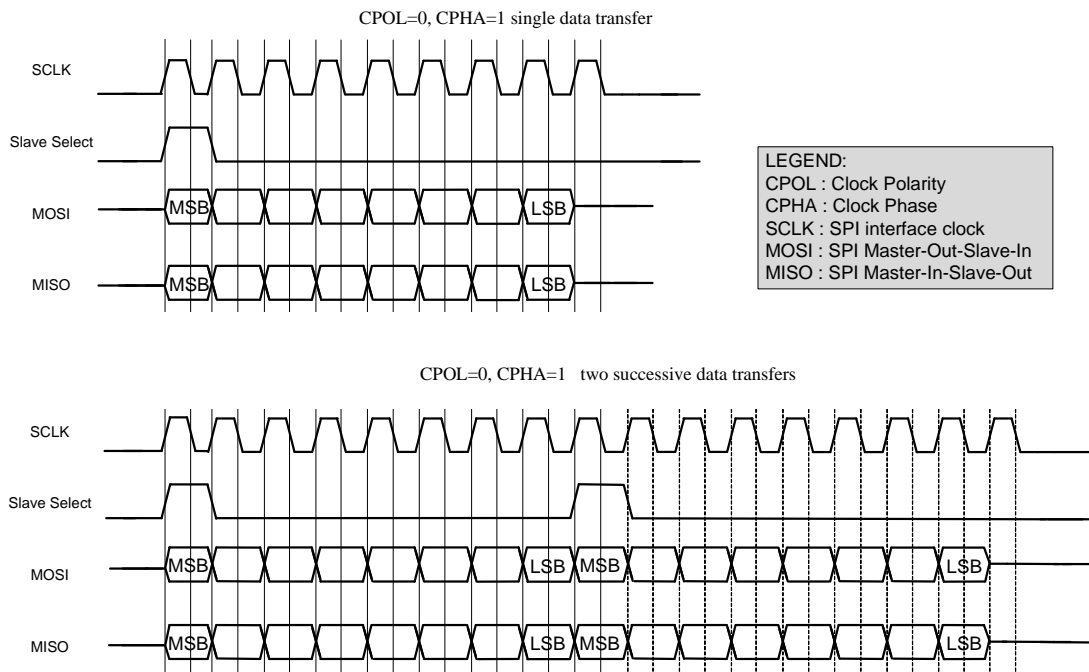 CPOL=0, CPHA=1 single data transfer
SCLK
Slave Select
MOSI MSB LSB
MISO MSB LSB
LEGEND:
CPOL : Clock Polarity
CPHA : Clock Phase
SCLK : SPI interface clock
MOSI : SPI Master-Out-Slave-In
MISO : SPI Master-In-Slave-Out
CPOL=0, CPHA=1 two successive data transfers
SCLK
Slave Select
MOSI MSB LSB MSB LSB
MISO MSB LSB MSB LSB